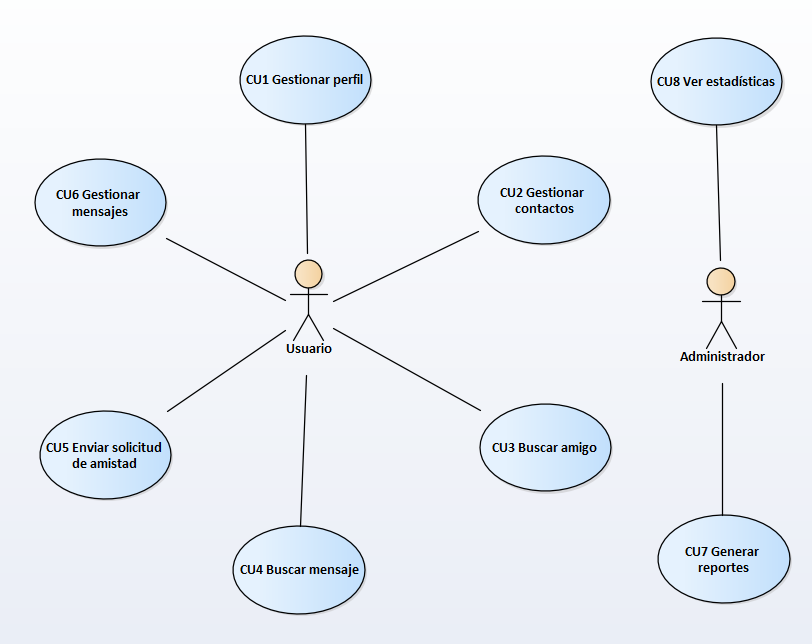 CU1 Gestionar perfil
CU8 Ver estadísticas
CU6 Gestionar
mensajes
CU2 Gestionar
contactos
Usuario
Administrador
CU5 Enviar solicitud
de amistad
CU3 Buscar amigo
CU4 Buscar mensaje
CU7 Generar
reportes